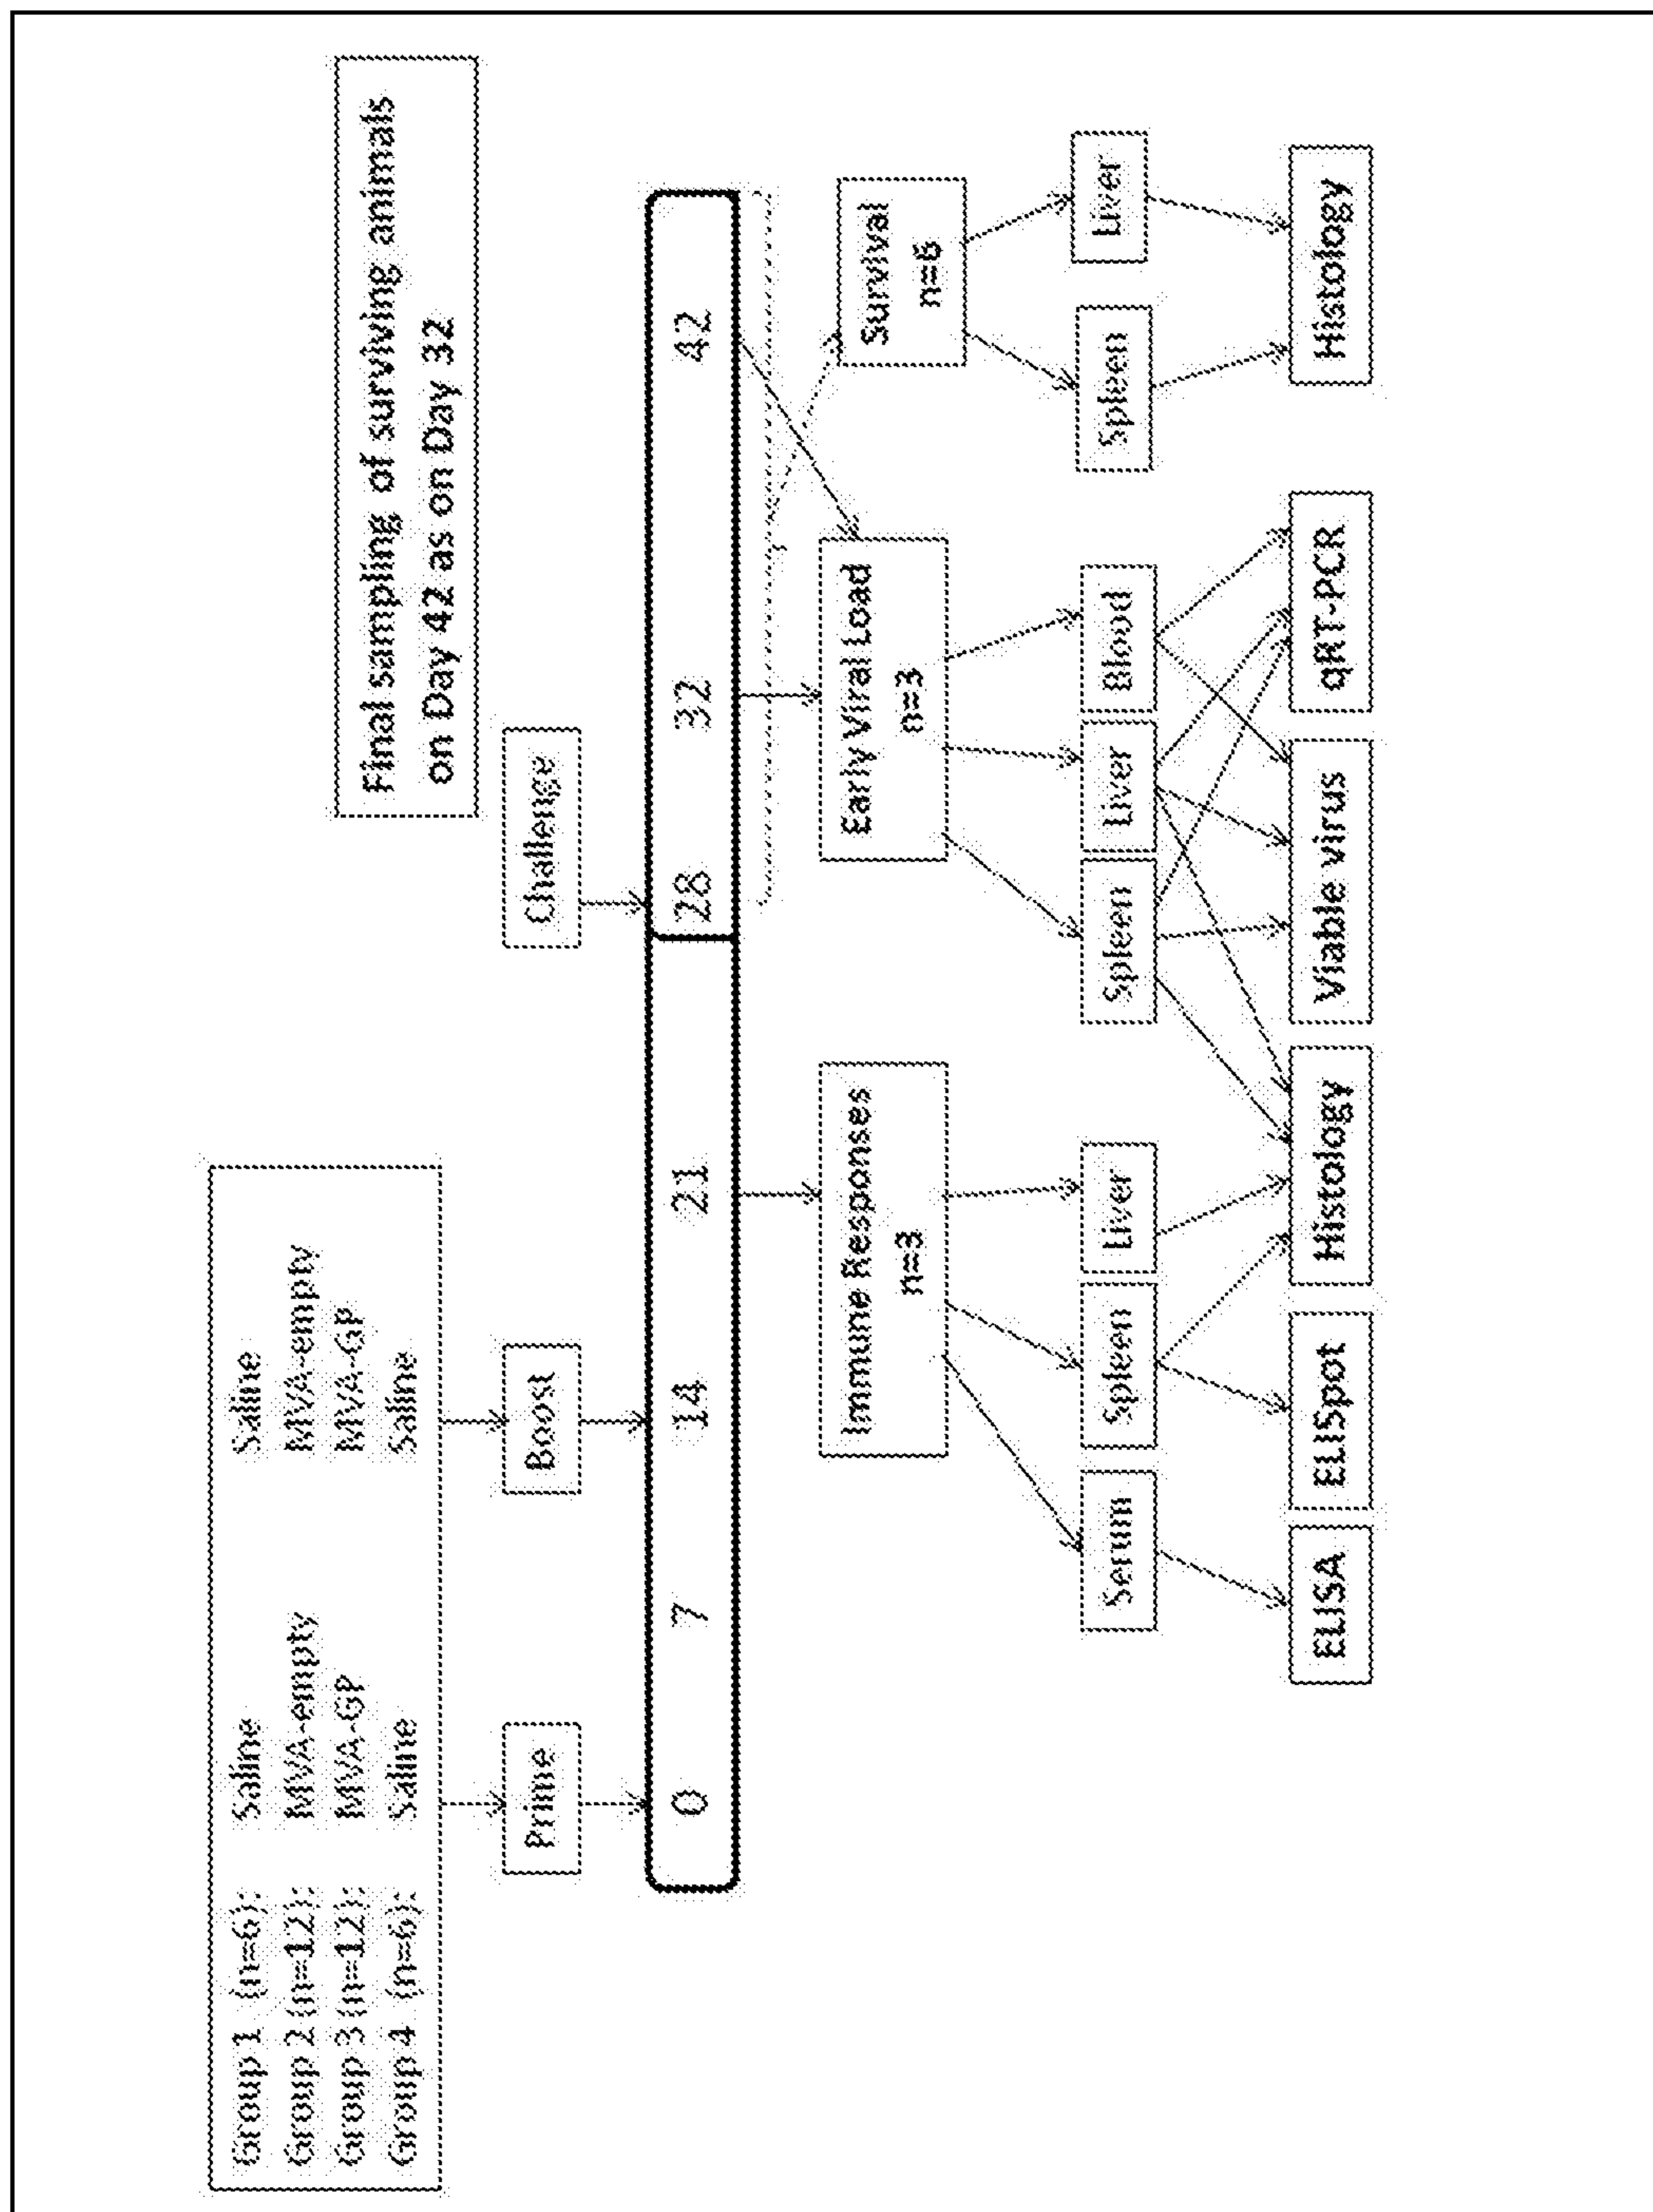 Final sampling of surviving animals
on Day 42 as on Day 32
Group 1 (n=6): Saline Saline
Group 2 (n=12): MVA-empty MVA-empty
Group 3 (n=12): MVA-GP MVA-GP
Group 4 (n=6): Saline Saline
Prime Boost Challenge
0 7 14 21 28 32 42
Immune Responses
n=3
Early Viral Load
n=3
Survival
n=6
Serum Spleen Liver Spleen Liver Blood Spleen Liver
ELISA ELISpot Histology Viable virus qRT-PCR Histology